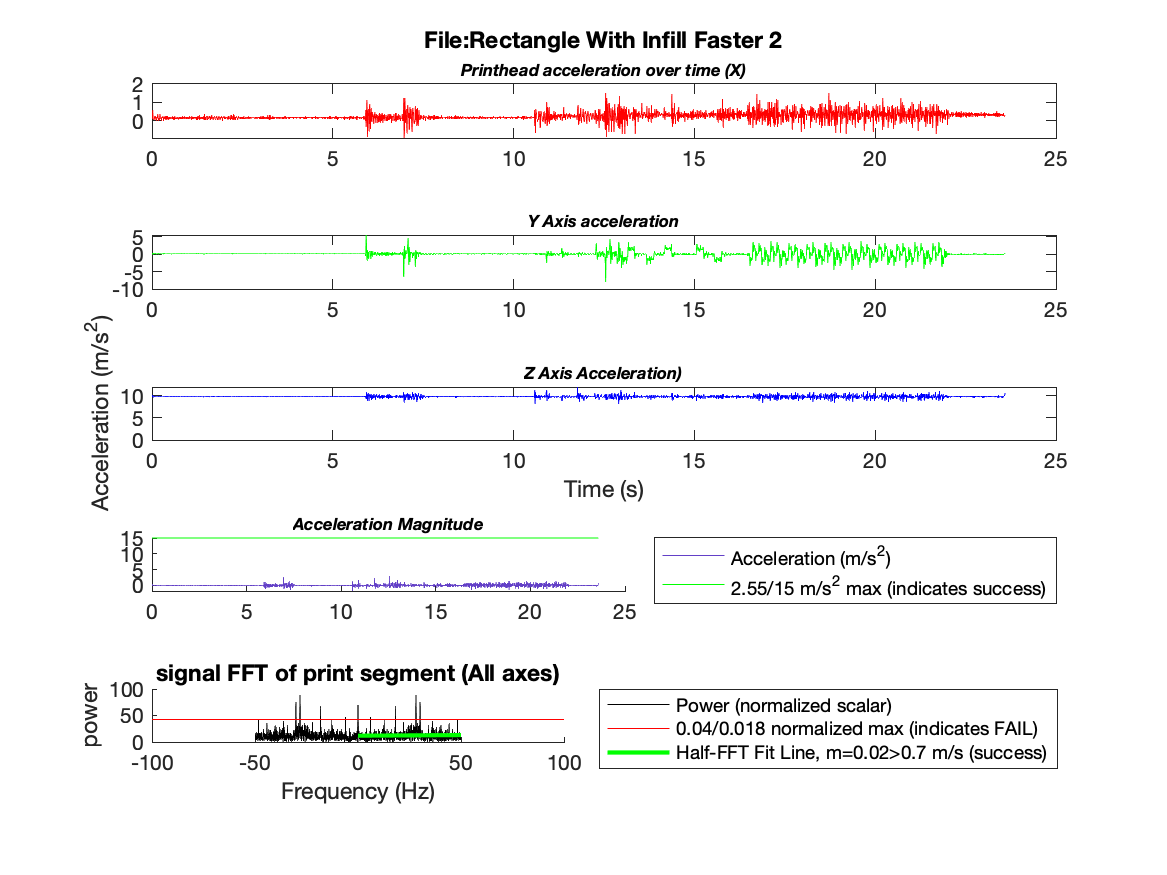 File:Rectangle With Infill Faster 2
Printhead acceleration over time (X)
2
1
0
0 5 10 15 20 25
Y Axis acceleration
5
0
-5
-10
0 5 10 15 20 25
Acceleration (m/s2)
Z Axis Acceleration)
10
5
0
0 5 10 15 20 25
Time (s)
Acceleration Magnitude
15
10
5
0
0 5 10 15 20 25
Acceleration (m/s2)
2.55/15 m/s2 max (indicates success)
signal FFT of print segment (All axes)
power
100
50
0
-100 -50 0 50 100
Frequency (Hz)
Power (normalized scalar)
0.04/0.018 normalized max (indicates FAIL)
Half-FFT Fit Line, m=0.02>0.7 m/s (success)